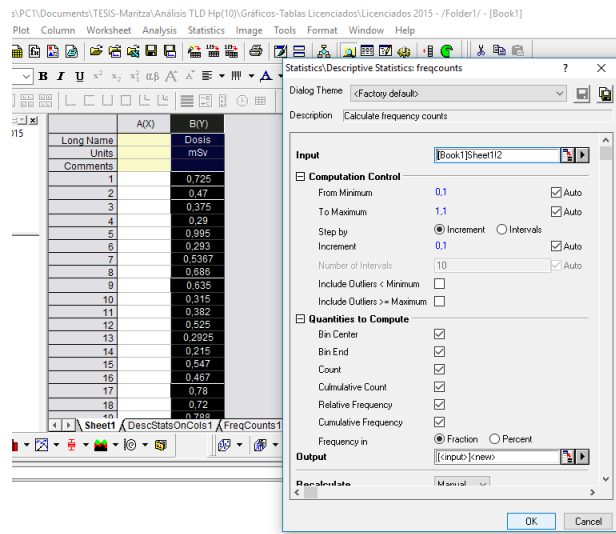 s\PC1\Documents\TESIS-Maritza\Análisis TLD Hp(10)\Gráficos-Tablas Licenciados\Licenciados 2015 - /Folder1/ - [Book1]
Plot Column Worksheet Analysis Statistics Image Tools Format Window Help
B I U x² x₂ αβ A A A
015
A(X) B(Y)
Long Name Dosis
Units mSv
Comments
1 0,725
2 0,47
3 0,375
4 0,29
5 0,995
6 0,293
7 0,5367
8 0,686
9 0,635
10 0,315
11 0,382
12 0,525
13 0,2925
14 0,215
15 0,547
16 0,467
17 0,78
18 0,72
19 0,788
Sheet1 DescStatsOnCols1 FreqCounts1
Statistics\Descriptive Statistics: freqcounts ? X
Dialog Theme <Factory default>
Description Calculate frequency counts
Input [Book1]Sheet1!2
Computation Control
From Minimum 0,1 Auto
To Maximum 1,1 Auto
Step by Increment Intervals
Increment 0,1 Auto
Number of Intervals 10 Auto
Include Outliers < Minimum
Include Outliers >= Maximum
Quantities to Compute
Bin Center
Bin End
Count
Culmulative Count
Relative Frequency
Cumulative Frequency
Frequency in Fraction Percent
Output [<input>]<new>
Recalculate Manual
OK Cancel